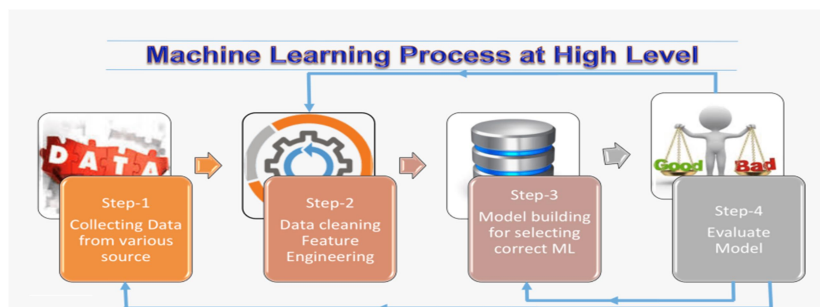 Machine Learning Process at High Level
DATA
Step-1
Collecting Data
from various
source
Step-2
Data cleaning
Feature
Engineering
Step-3
Model building
for selecting
correct ML
Good
Bad
Step-4
Evaluate
Model